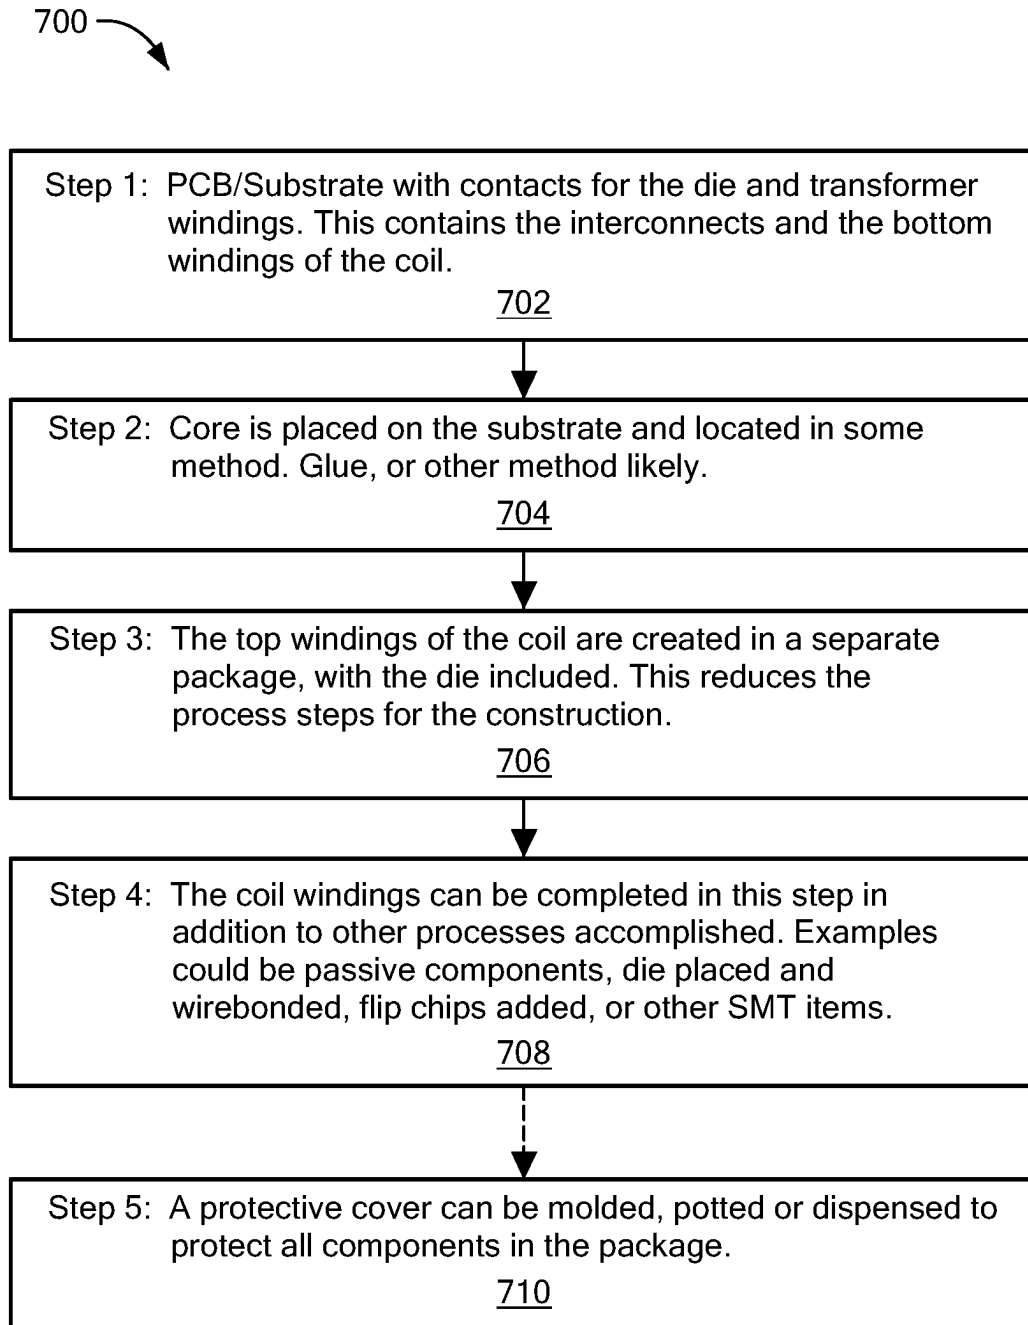 700
Step 1: PCB/Substrate with contacts for the die and transformer
windings. This contains the interconnects and the bottom
windings of the coil.
702
Step 2: Core is placed on the substrate and located in some
method. Glue, or other method likely.
704
Step 3: The top windings of the coil are created in a separate
package, with the die included. This reduces the
process steps for the construction.
706
Step 4: The coil windings can be completed in this step in
addition to other processes accomplished. Examples
could be passive components, die placed and
wirebonded, flip chips added, or other SMT items.
708
Step 5: A protective cover can be molded, potted or dispensed to
protect all components in the package.
710